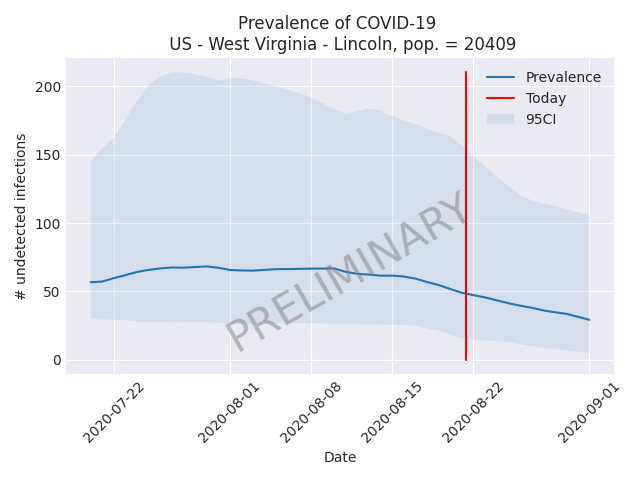 Prevalence of COVID-19
US - West Virginia - Lincoln, pop. = 20409
# undetected infections
200
150
100
50
0
Prevalence
Today
95CI
PRELIMINARY
2020-07-22
2020-08-01
2020-08-08
2020-08-15
2020-08-22
2020-09-01
Date